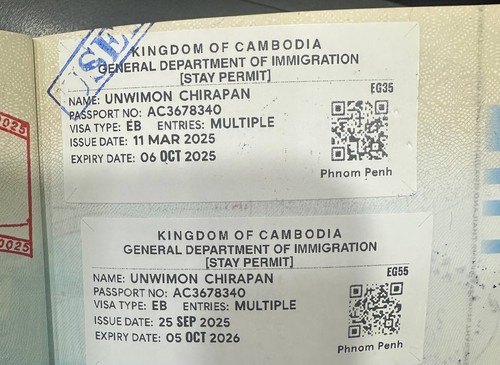 USED
KINGDOM OF CAMBODIA
GENERAL DEPARTMENT OF IMMIGRATION
[STAY PERMIT]
EG35
NAME: UNWIMON CHIRAPAN
PASSPORT NO: AC3678340
VISA TYPE: EB ENTRIES: MULTIPLE
ISSUE DATE: 11 MAR 2025
EXPIRY DATE: 06 OCT 2025
Phnom Penh
2025
2025
KINGDOM OF CAMBODIA
GENERAL DEPARTMENT OF IMMIGRATION
[STAY PERMIT]
EG55
NAME: UNWIMON CHIRAPAN
PASSPORT NO: AC3678340
VISA TYPE: EB ENTRIES: MULTIPLE
ISSUE DATE: 25 SEP 2025
EXPIRY DATE: 05 OCT 2026
Phnom Penh